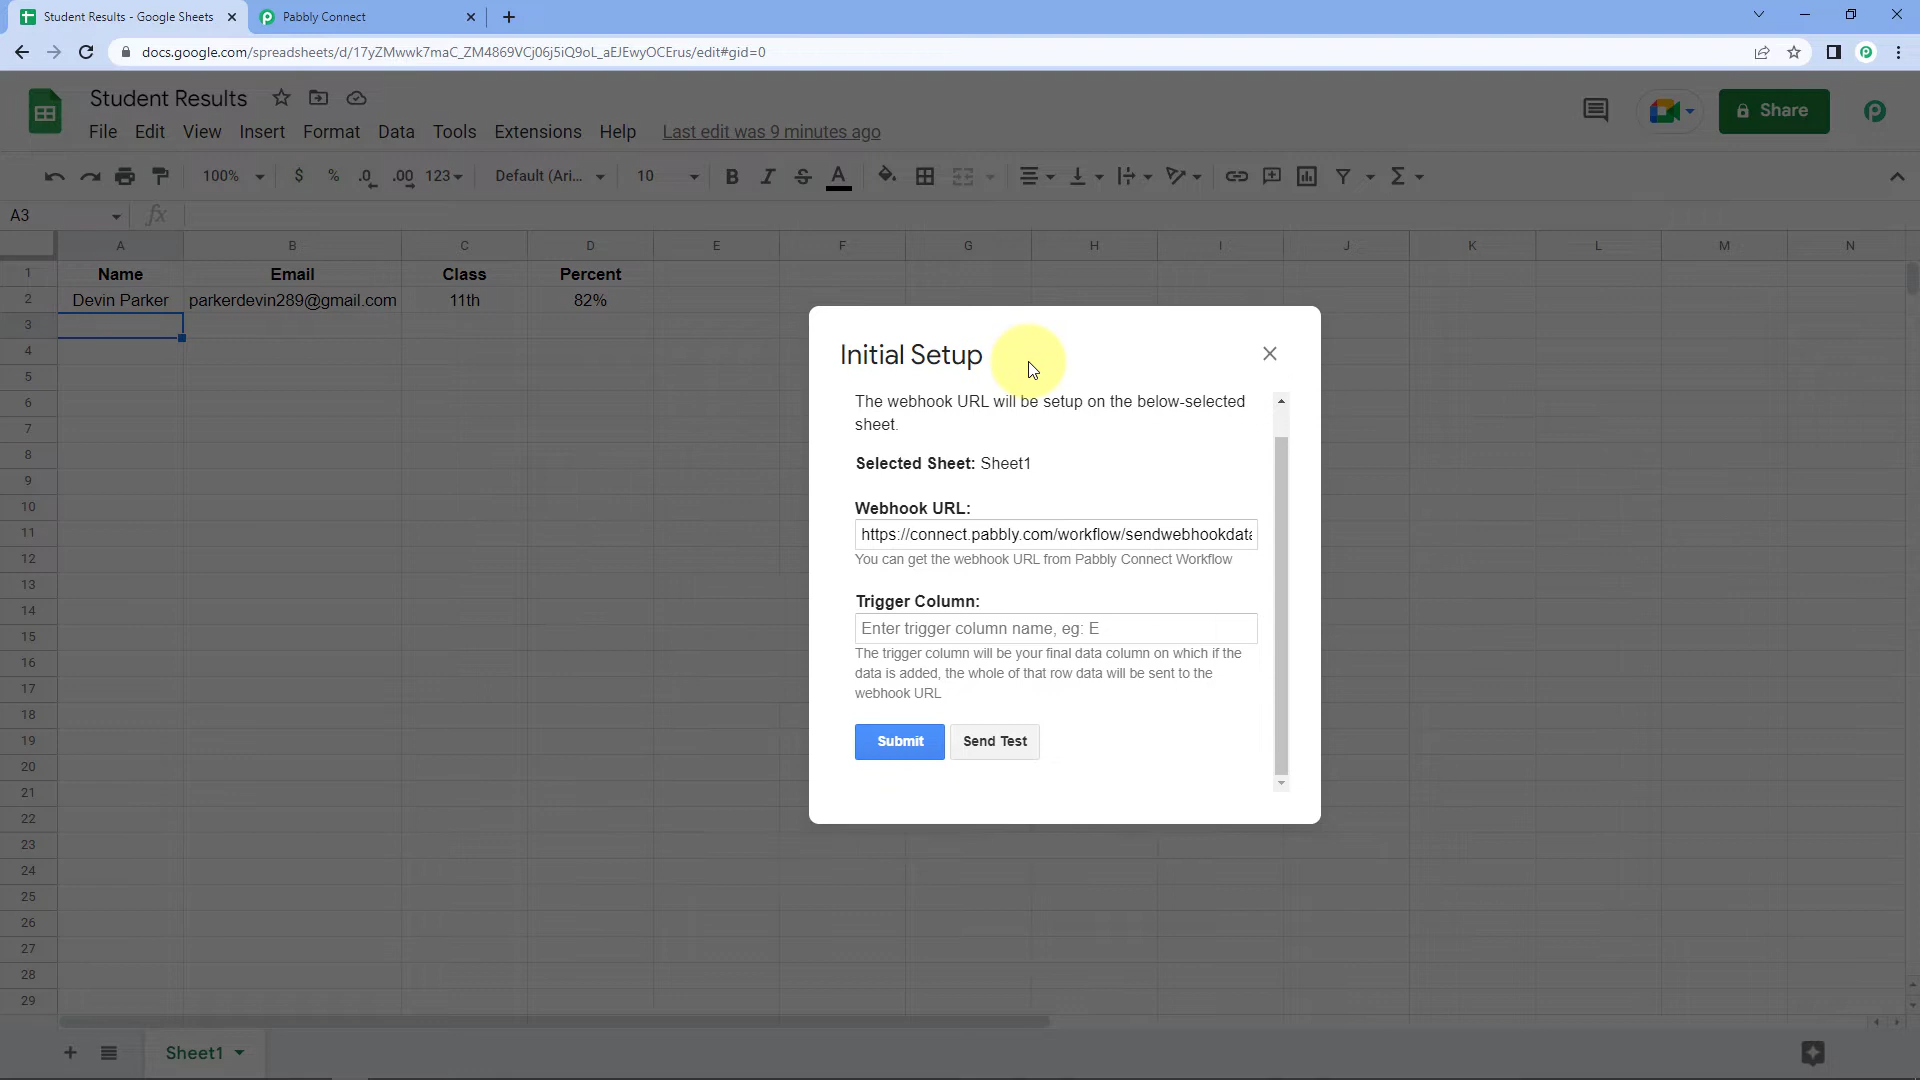 Student Results - Google Sheets
Pabbly Connect
docs.google.com/spreadsheets/d/17yZMwwk7maC_ZM4869VCj06j5iQ9oL_aEJEwyOCErus/edit#gid=0
Student Results
File Edit View Insert Format Data Tools Extensions Help Last edit was 9 minutes ago
Share
100% $ % .0 .00 123 Default (Ari... 10 B I S A
A3 fx
A B C D E F G H I J K L M N
1 Name Email Class Percent
2 Devin Parker parkerdevin289@gmail.com 11th 82%
3
4
5
6
7
8
9
10
11
12
13
14
15
16
17
18
19
20
21
22
23
24
25
26
27
28
29
Initial Setup
The webhook URL will be setup on the below-selected
sheet.
Selected Sheet: Sheet1
Webhook URL:
https://connect.pabbly.com/workflow/sendwebhookdata
You can get the webhook URL from Pabbly Connect Workflow
Trigger Column:
Enter trigger column name, eg: E
The trigger column will be your final data column on which if the
data is added, the whole of that row data will be sent to the
webhook URL
Submit Send Test
Sheet1